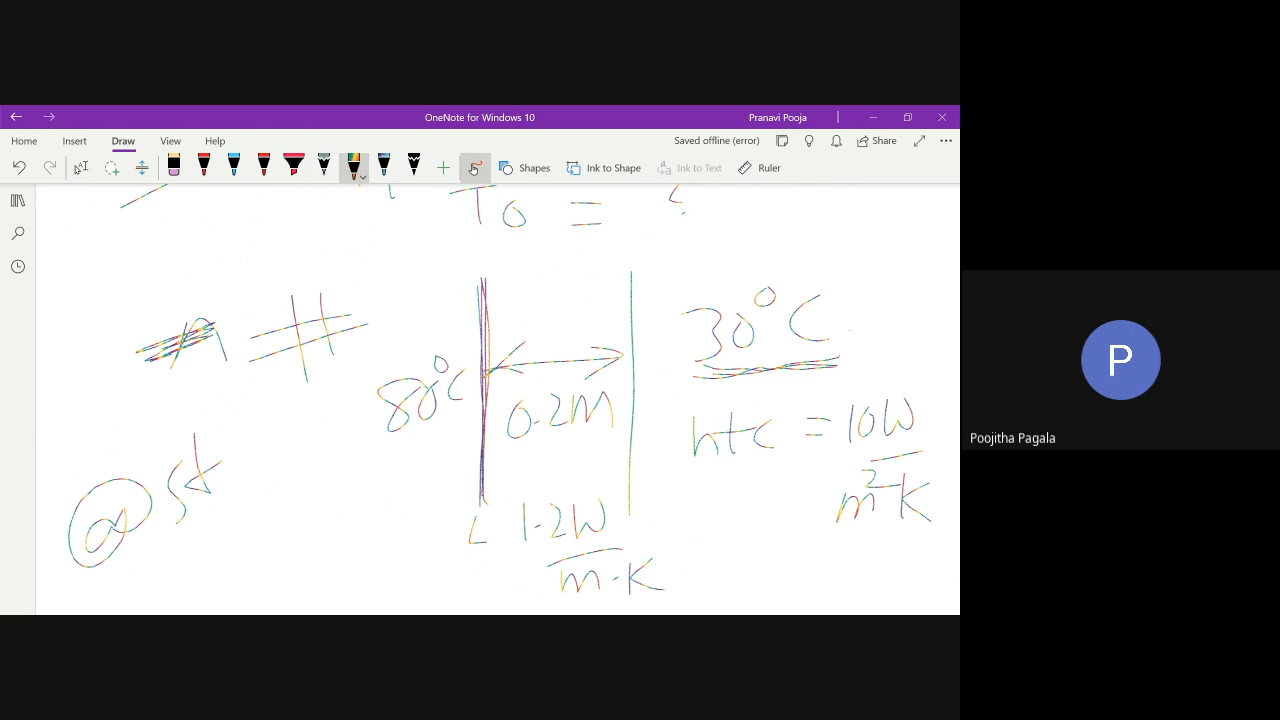 OneNote for Windows 10
Pranavi Pooja
Home Insert Draw View Help
Saved offline (error)
Share
Shapes
Ink to Shape
Ink to Text
Ruler
To = ?
30°C
80°C
0.2M
htc = 10W
m²K
1.2W
m.K
@ st
P
Poojitha Pagala